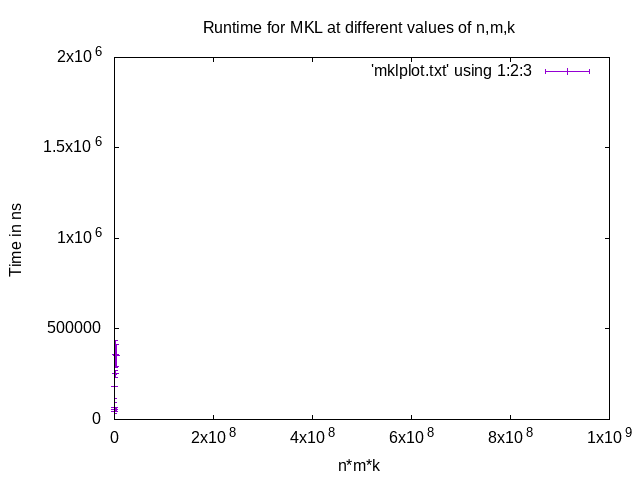 Runtime for MKL at different values of n,m,k
2x10^6
'mklplot.txt' using 1:2:3
1.5x10^6
1x10^6
500000
0
Time in ns
0 2x10^8 4x10^8 6x10^8 8x10^8 1x10^9
n*m*k